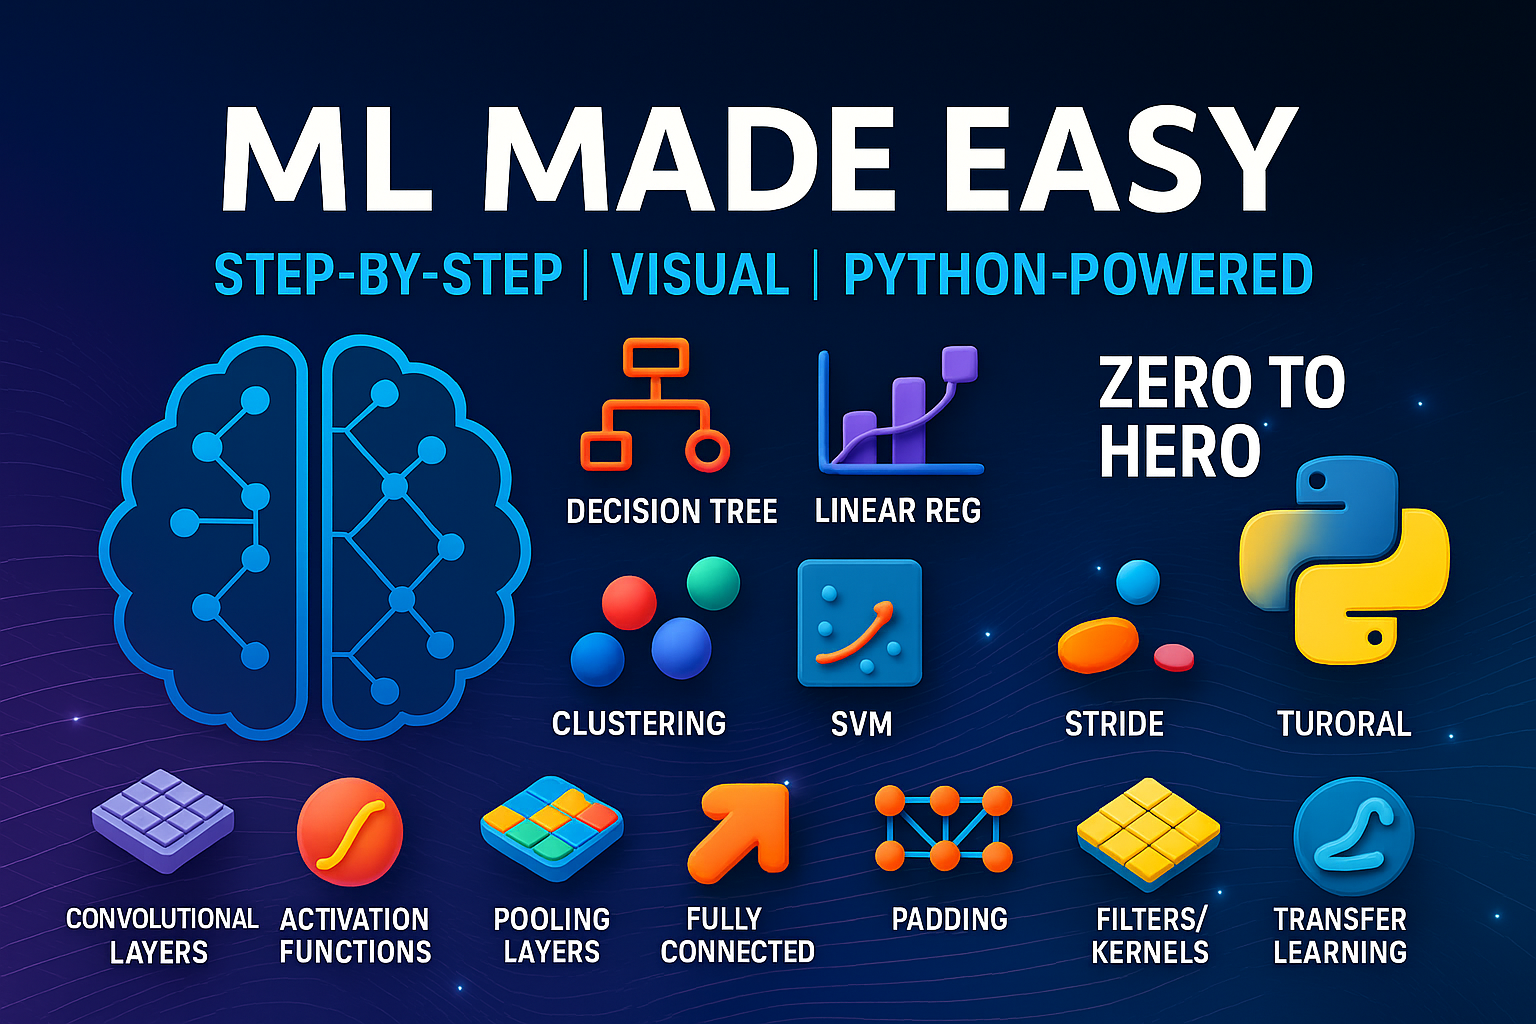 ML MADE EASY
STEP-BY-STEP | VISUAL | PYTHON-POWERED
ZERO TO
HERO
DECISION TREE
LINEAR REG
CLUSTERING
SVM
STRIDE
TURORAL
CONVOLUTIONAL
LAYERS
ACTIVATION
FUNCTIONS
POOLING
LAYERS
FULLY
CONNECTED
PADDING
FILTERS/
KERNELS
TRANSFER
LEARNING